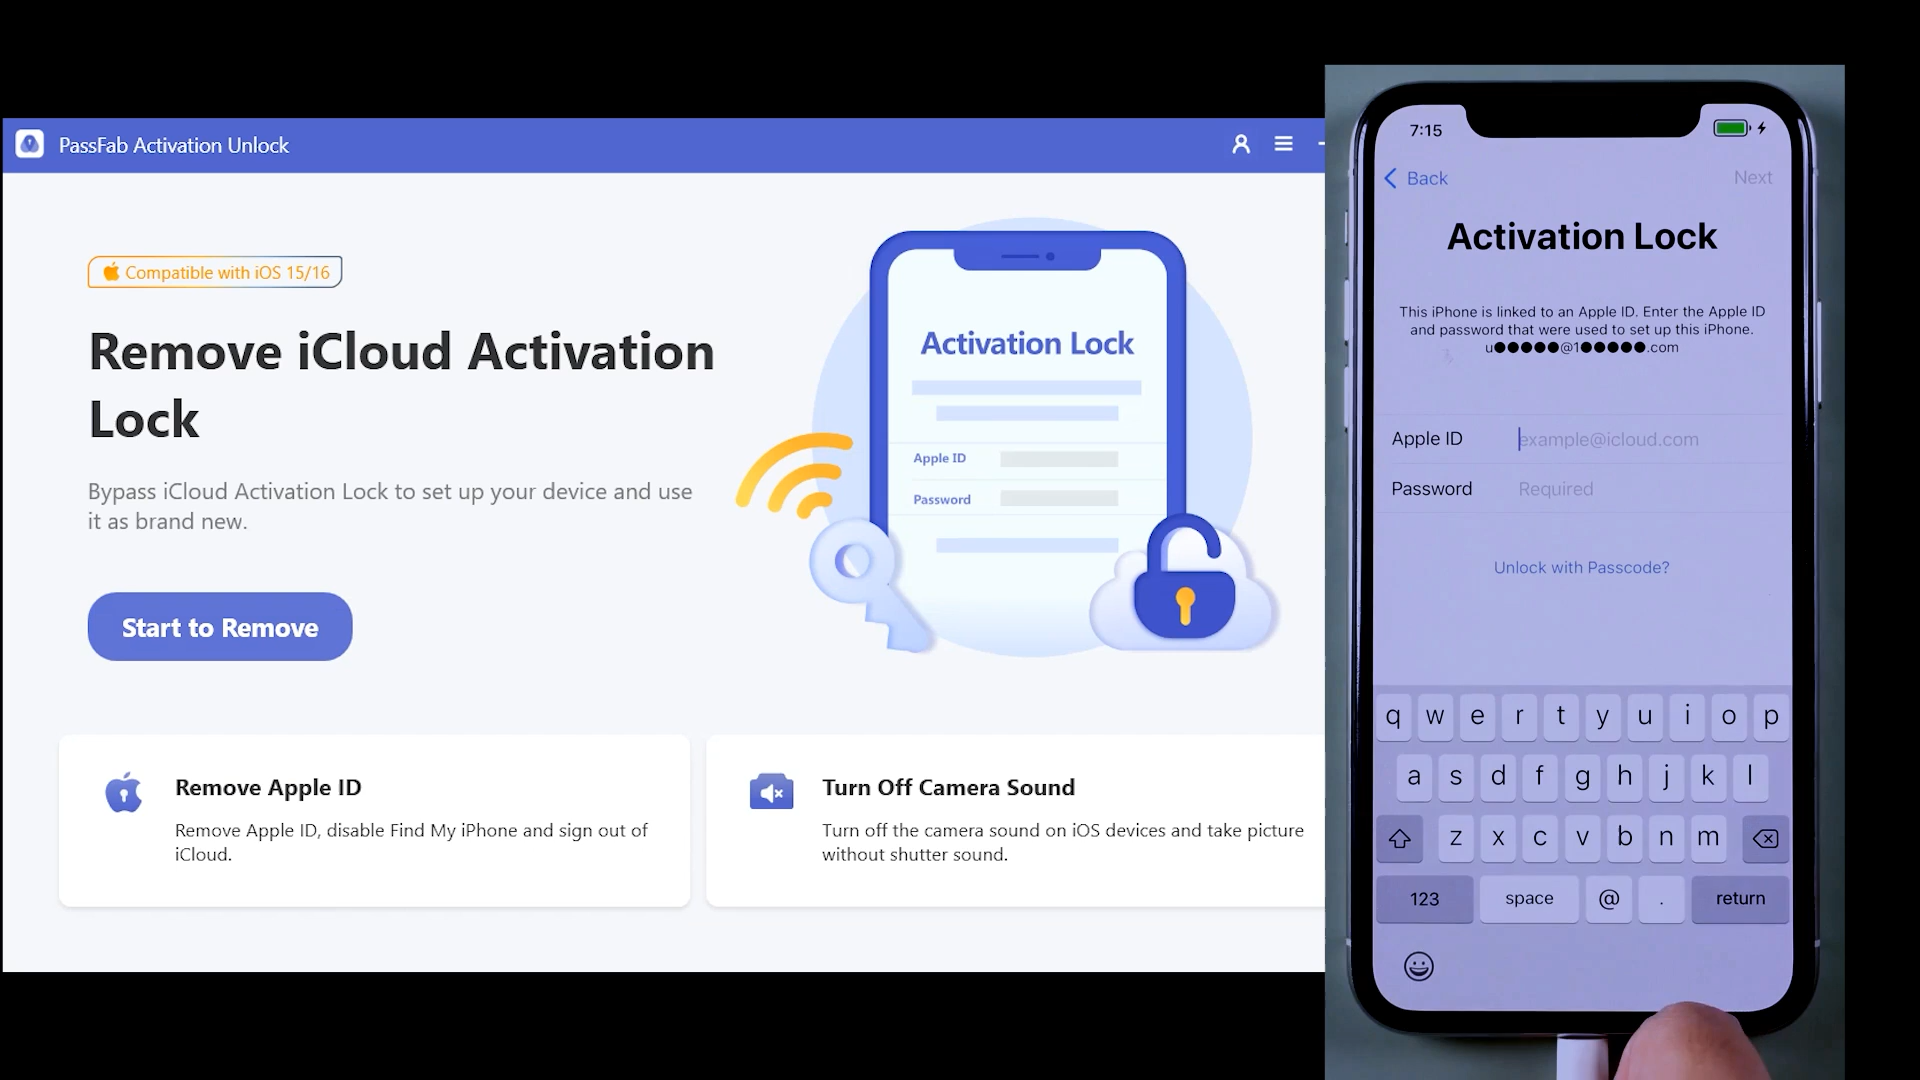 PassFab Activation Unlock
Compatible with iOS 15/16
Remove iCloud Activation
Lock
Bypass iCloud Activation Lock to set up your device and use
it as brand new.
Start to Remove
Activation Lock
Apple ID
Password
Remove Apple ID
Remove Apple ID, disable Find My iPhone and sign out of
iCloud.
Turn Off Camera Sound
Turn off the camera sound on iOS devices and take picture
without shutter sound.
7:15
Back
Next
Activation Lock
This iPhone is linked to an Apple ID. Enter the Apple ID
and password that were used to set up this iPhone.
u●●●●●@1●●●●●.com
Apple ID example@icloud.com
Password Required
Unlock with Passcode?
q w e r t y u i o p
a s d f g h j k l
z x c v b n m
123 space @ . return